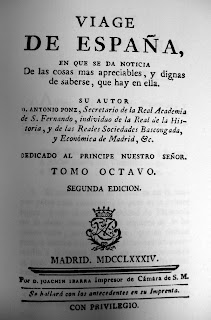 VIAGE
DE ESPAÑA,
EN QUE SE DA NOTICIA
De las cosas mas apreciables, y dignas
de saberse, que hay en ella.
SU AUTOR
D. ANTONIO PONZ, Secretario de la Real Academia
de S. Fernando, individuo de la Real de la His-
toria, y de las Reales Sociedades Bascongada,
y Económica de Madrid, &c.
DEDICADO AL PRINCIPE NUESTRO SEÑOR.
TOMO OCTAVO.
SEGUNDA EDICION.
MADRID. MDCCLXXXIV.
Por D. JOACHIN IBARRA Impresor de Cámara de S. M.
Se hallará con los antecedentes en su Imprenta.
CON PRIVILEGIO.